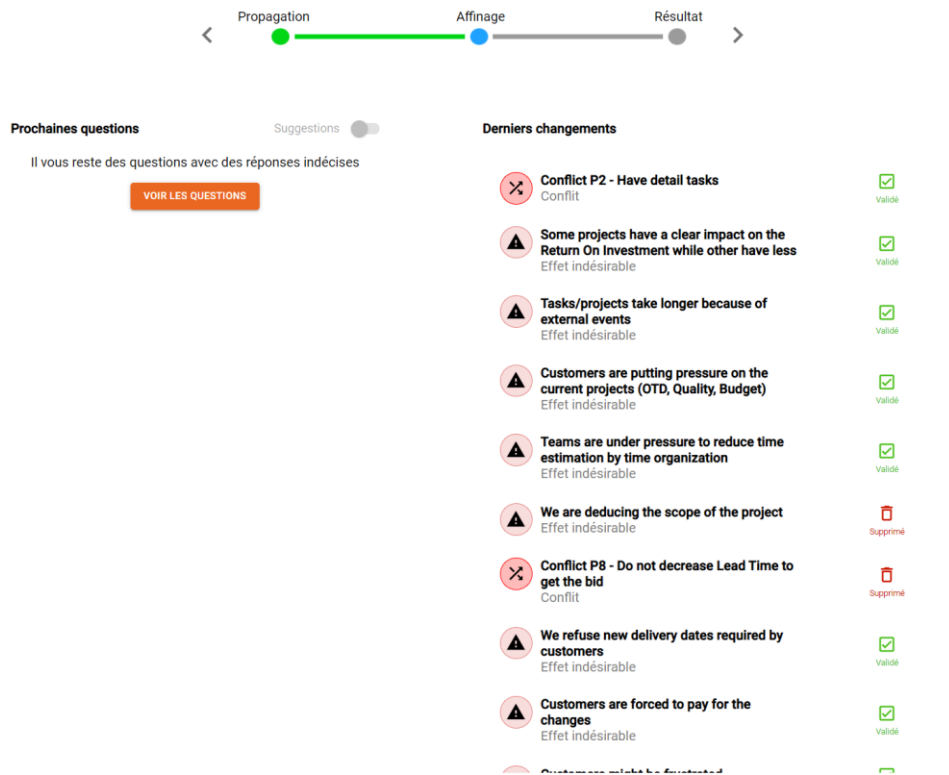 Propagation
Affinage
Résultat
Prochaines questions
Suggestions
Il vous reste des questions avec des réponses indécises
VOIR LES QUESTIONS
Derniers changements
Conflict P2 - Have detail tasks
Conflit
Validé
Some projects have a clear impact on the
Return On Investment while other have less
Effet indésirable
Validé
Tasks/projects take longer because of
external events
Effet indésirable
Validé
Customers are putting pressure on the
current projects (OTD, Quality, Budget)
Effet indésirable
Validé
Teams are under pressure to reduce time
estimation by time organization
Effet indésirable
Validé
We are deducing the scope of the project
Effet indésirable
Supprimé
Conflict P8 - Do not decrease Lead Time to
get the bid
Conflit
Supprimé
We refuse new delivery dates required by
customers
Effet indésirable
Validé
Customers are forced to pay for the
changes
Effet indésirable
Validé
Customers might be frustrated